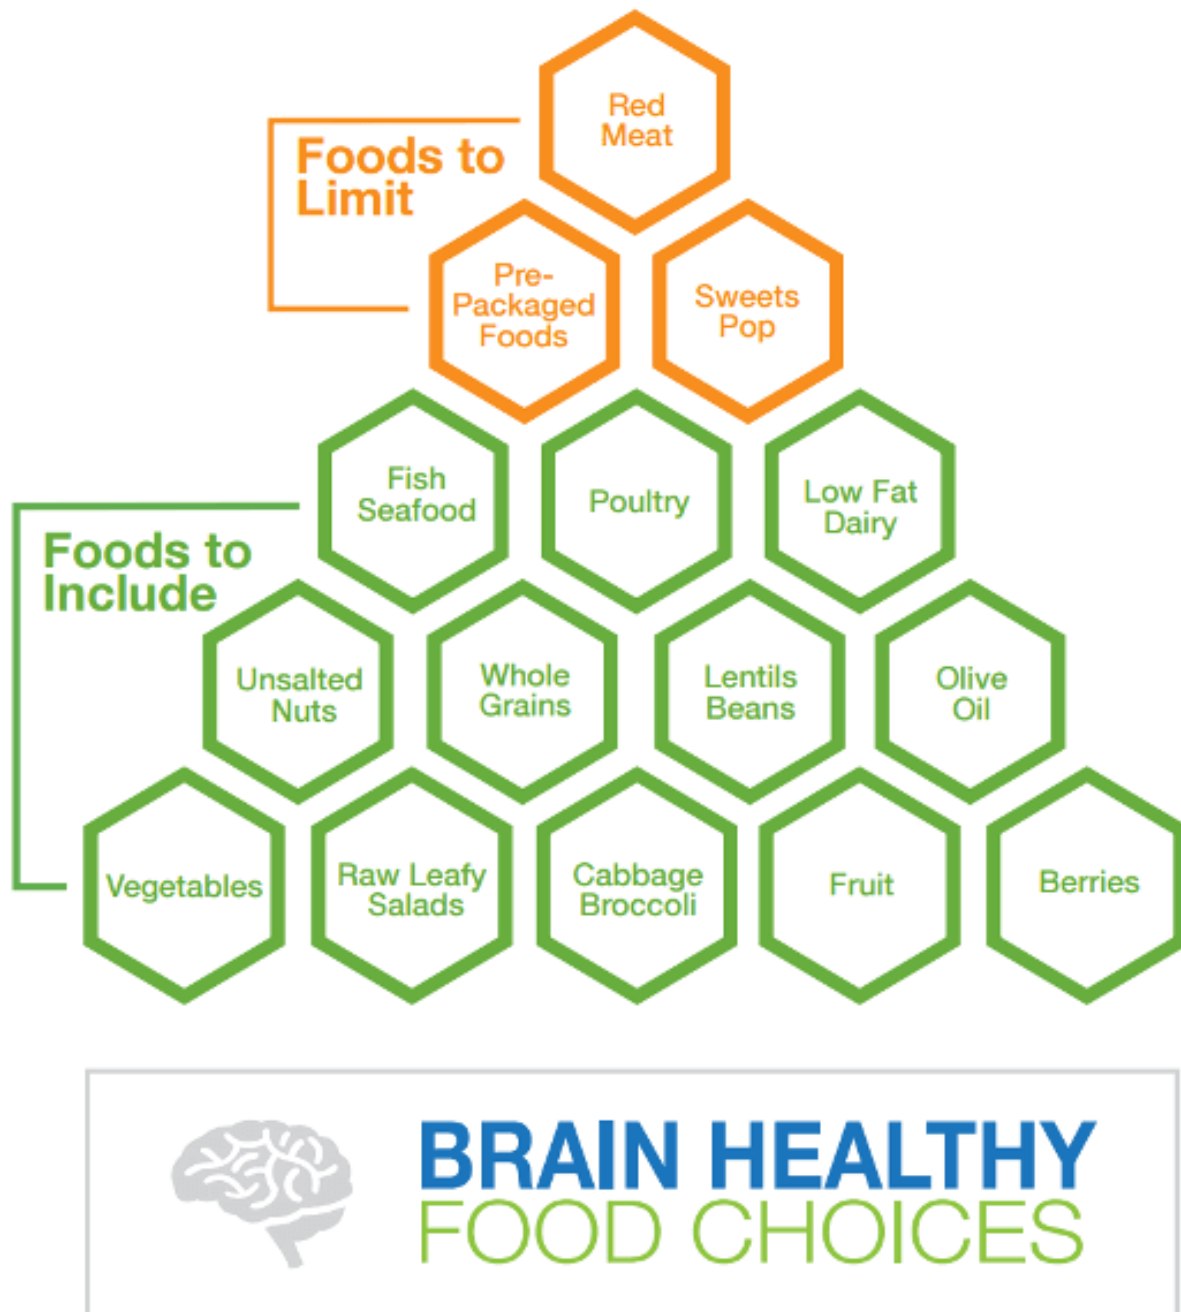 Red
Meat
Foods to
Limit
Pre-
Packaged
Foods
Sweets
Pop
Fish
Seafood
Poultry
Low Fat
Dairy
Foods to
Include
Unsalted
Nuts
Whole
Grains
Lentils
Beans
Olive
Oil
Vegetables
Raw Leafy
Salads
Cabbage
Broccoli
Fruit
Berries
BRAIN HEALTHY
FOOD CHOICES